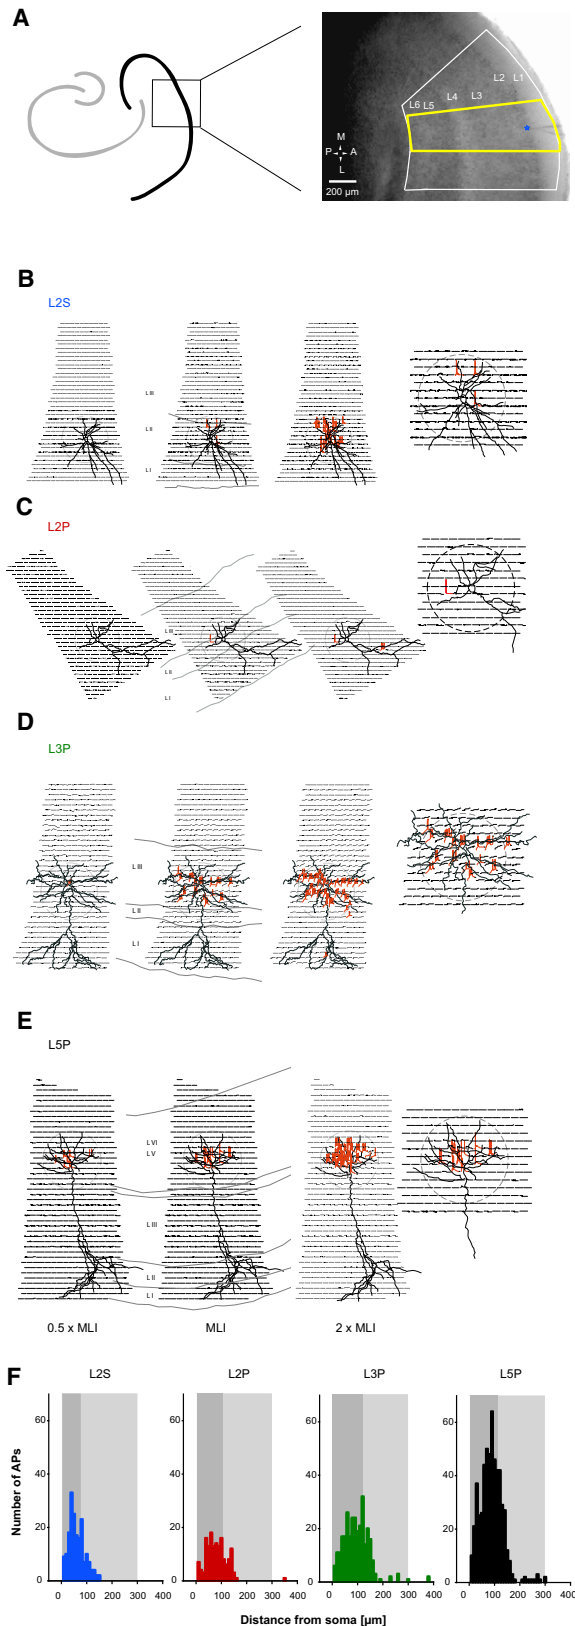 A
L2 L1
L4 L3
L6 L5
M
P A
L
200 µm
B
L2S
L III
L II
L I
C
L2P
L III
L II
L I
D
L3P
L III
L II
L I
E
L5P
L VI
L V
L III
L II
L I
0.5 x MLI MLI 2 x MLI
F
L2S L2P L3P L5P
Number of APs
60 60 60 60
40 40 40 40
20 20 20 20
0 0 0 0
0 100 200 300 400 0 100 200 300 400 0 100 200 300 400 0 100 200 300 400
Distance from soma [µm]